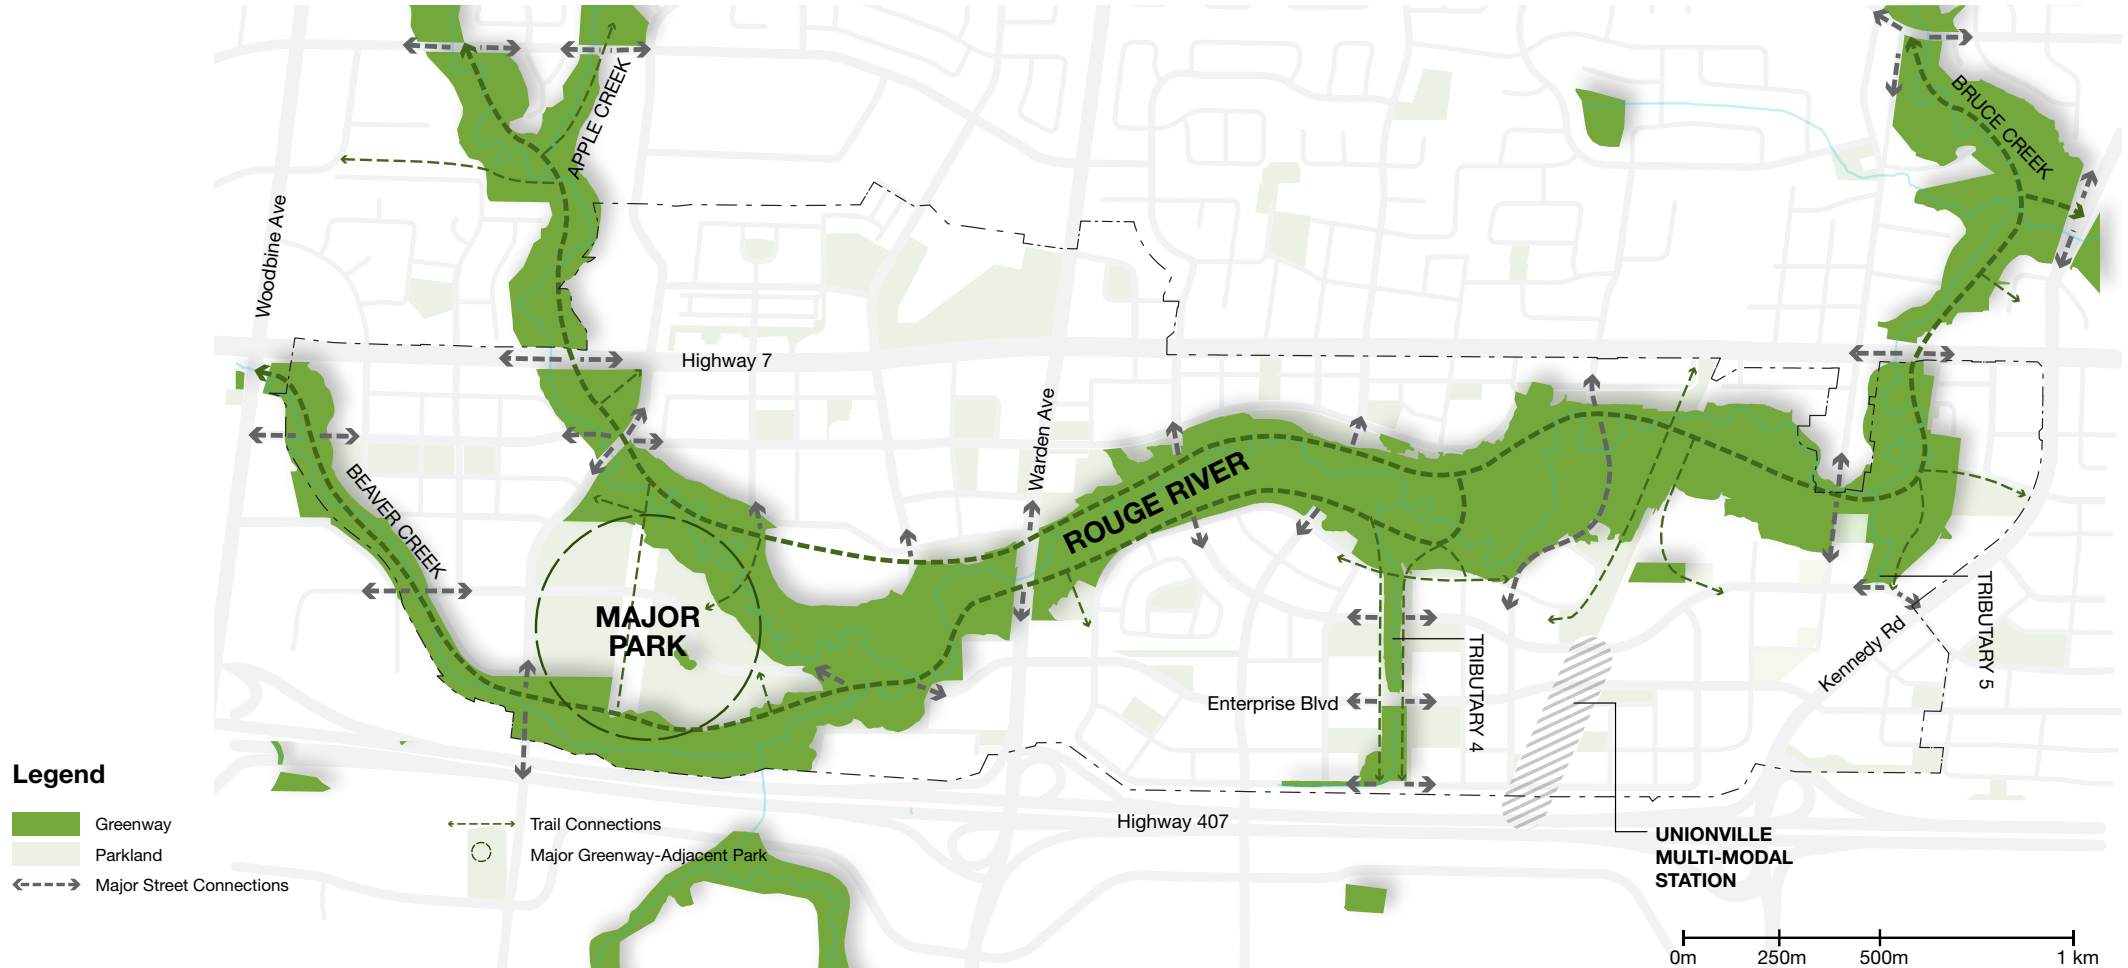 APPLE CREEK
BRUCE CREEK
Woodbine Ave
Highway 7
Warden Ave
BEAVER CREEK
ROUGE RIVER
MAJOR
PARK
TRIBUTARY 5
Kennedy Rd
TRIBUTARY 4
Enterprise Blvd
Highway 407
UNIONVILLE
MULTI-MODAL
STATION
Legend
Greenway
Parkland
Major Street Connections
Trail Connections
Major Greenway-Adjacent Park
0m 250m 500m 1 km